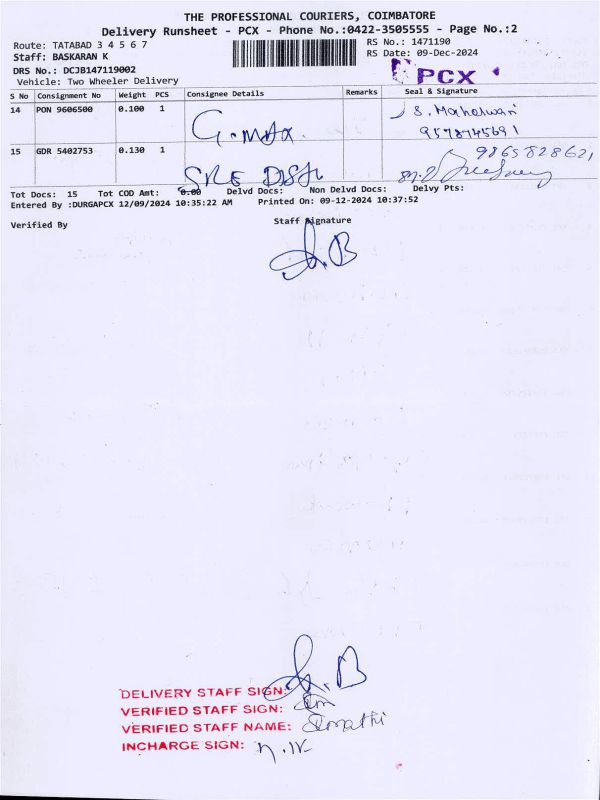 THE PROFESSIONAL COURIERS, COIMBATORE
Delivery Runsheet - PCX - Phone No.:0422-3505555 - Page No.:2
Route: TATABAD 3 4 5 6 7
RS No.: 1471190
Staff: BASKARAN K
RS Date: 09-Dec-2024
DRS No.: DCJB147119002
PCX
Vehicle: Two Wheeler Delivery
S No Consignment No Weight PCS Consignee Details Remarks Seal & Signature
14 PON 9606500 0.100 1 S. Maheswari
9578745691
15 GDR 5402753 0.130 1 9865828621
SRE
Tot Docs: 15 Tot COD Amt: 0.00 Delvd Docs: Non Delvd Docs: Delvy Pts:
Entered By :DURGAPCX 12/09/2024 10:35:22 AM Printed On: 09-12-2024 10:37:52
Verified By Staff Signature
DELIVERY STAFF SIGN:
VERIFIED STAFF SIGN:
VERIFIED STAFF NAME:
INCHARGE SIGN: